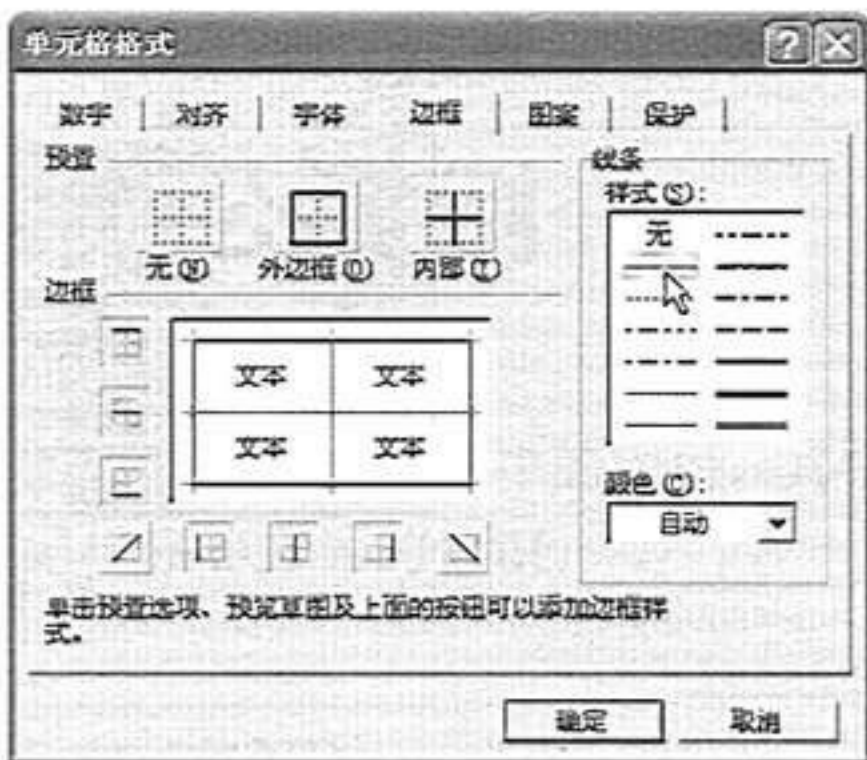 单元格格式
数字 对齐 字体 边框 图案 保护
预置
无(N) 外边框(O) 内部(I)
边框
文本 文本
文本 文本
线条
样式(S):
无
颜色(C):
自动
单击预置选项、预览草图及上面的按钮可以添加边框样
式。
确定 取消